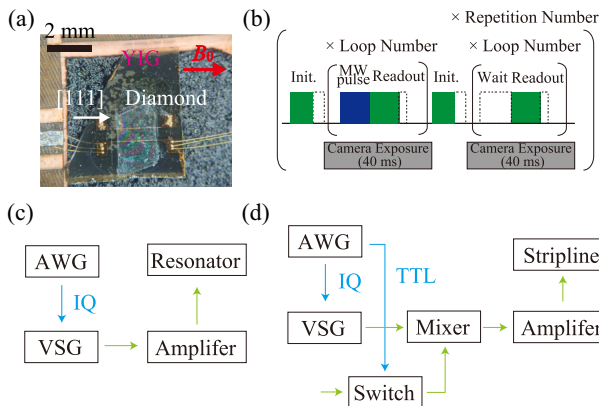 (a)
2 mm
YIG
B₀
[111]
Diamond
(b)
× Repetition Number
× Loop Number
× Loop Number
Init.
MW
pulse
Readout
Init.
Wait Readout
Camera Exposure
(40 ms)
Camera Exposure
(40 ms)
(c)
AWG
Resonator
IQ
VSG
Amplifer
(d)
AWG
Stripline
IQ
TTL
VSG
Mixer
Amplifer
Switch